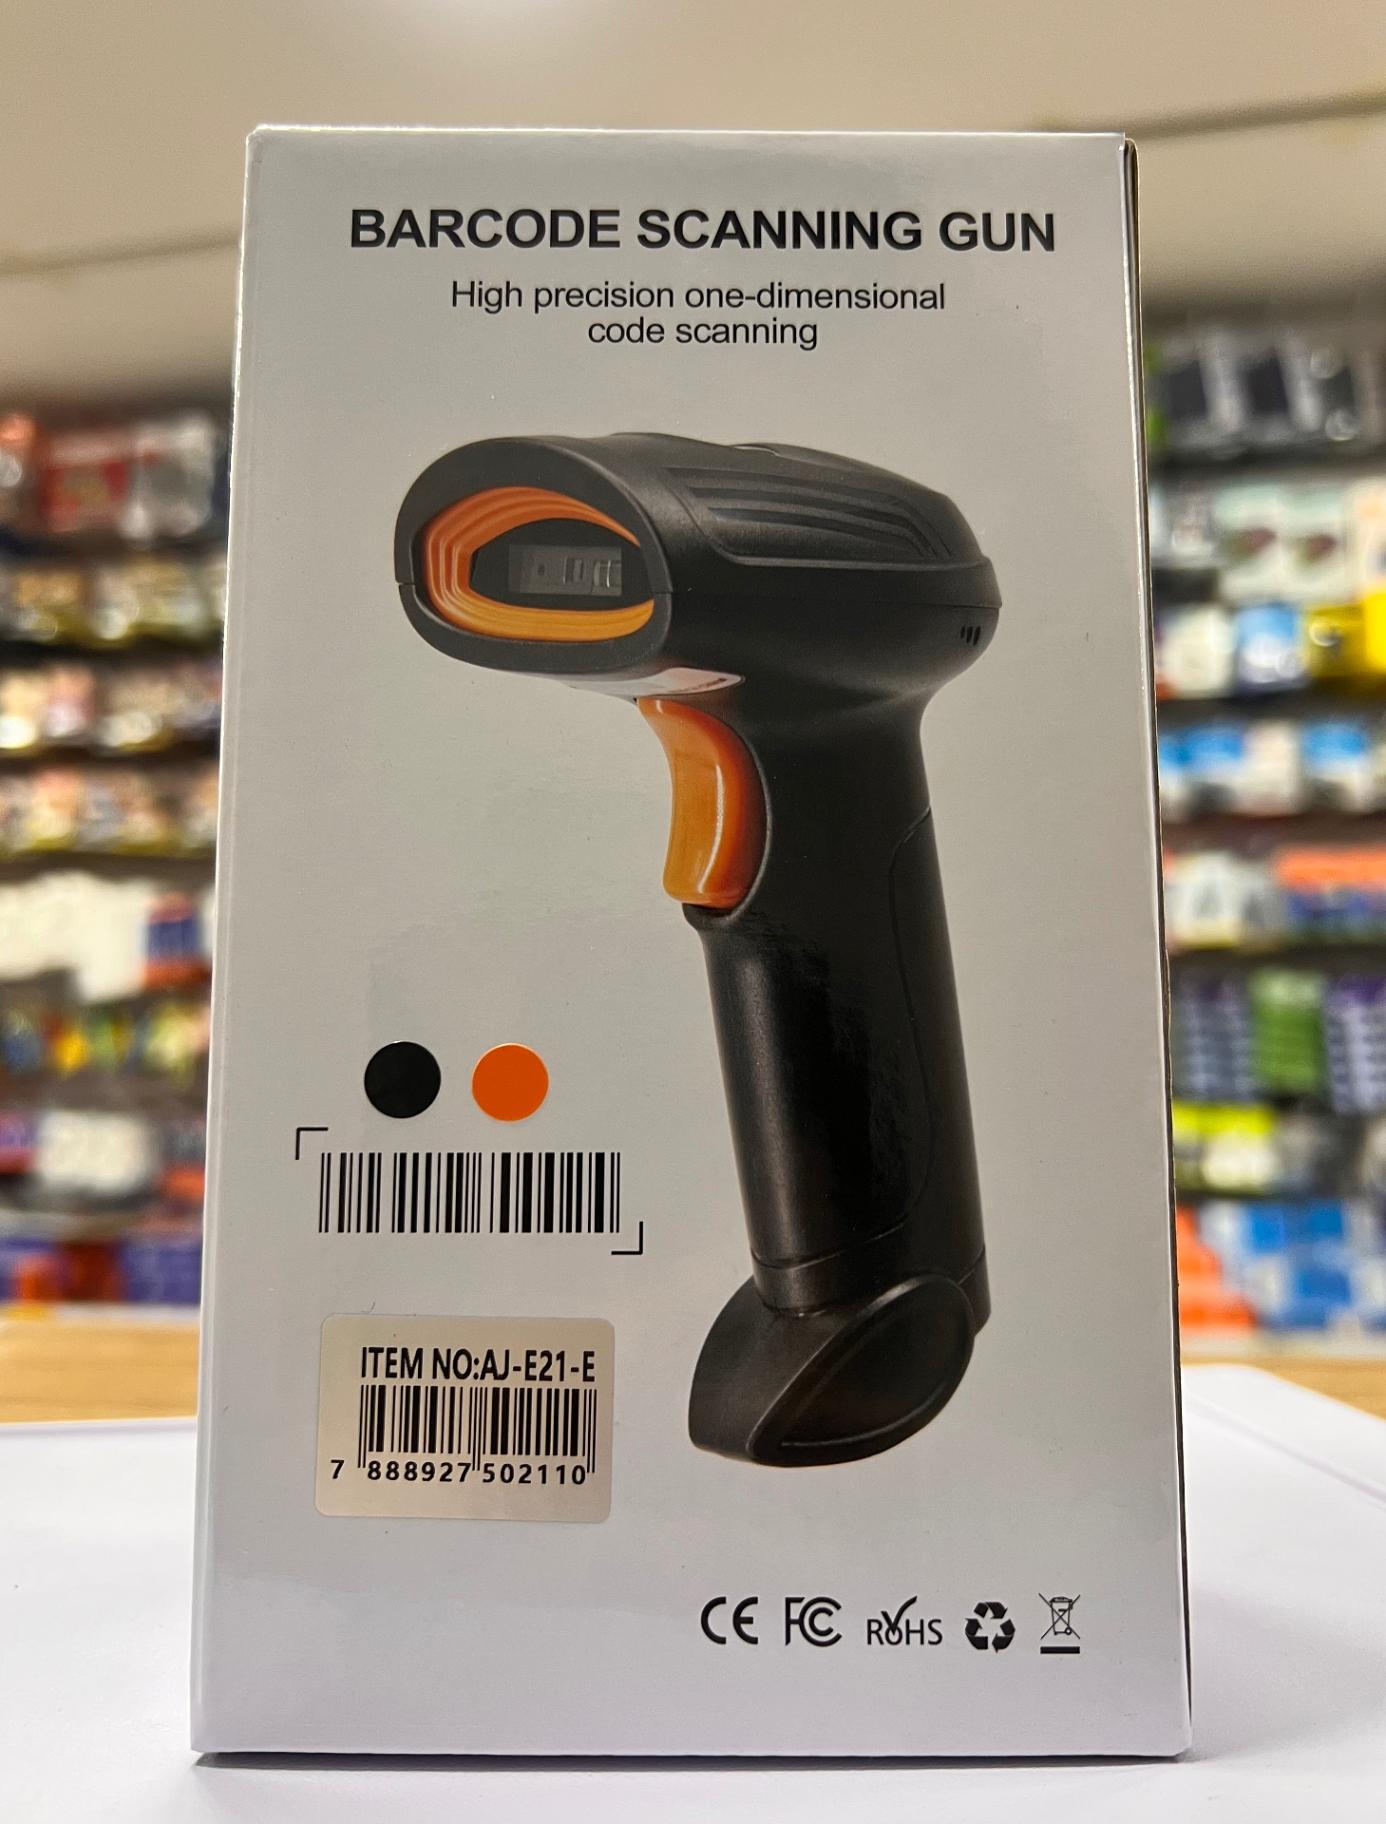 BARCODE SCANNING GUN
High precision one-dimensional
code scanning
ITEM NO:AJ-E21-E
7 888927 502110
CE FC RoHS